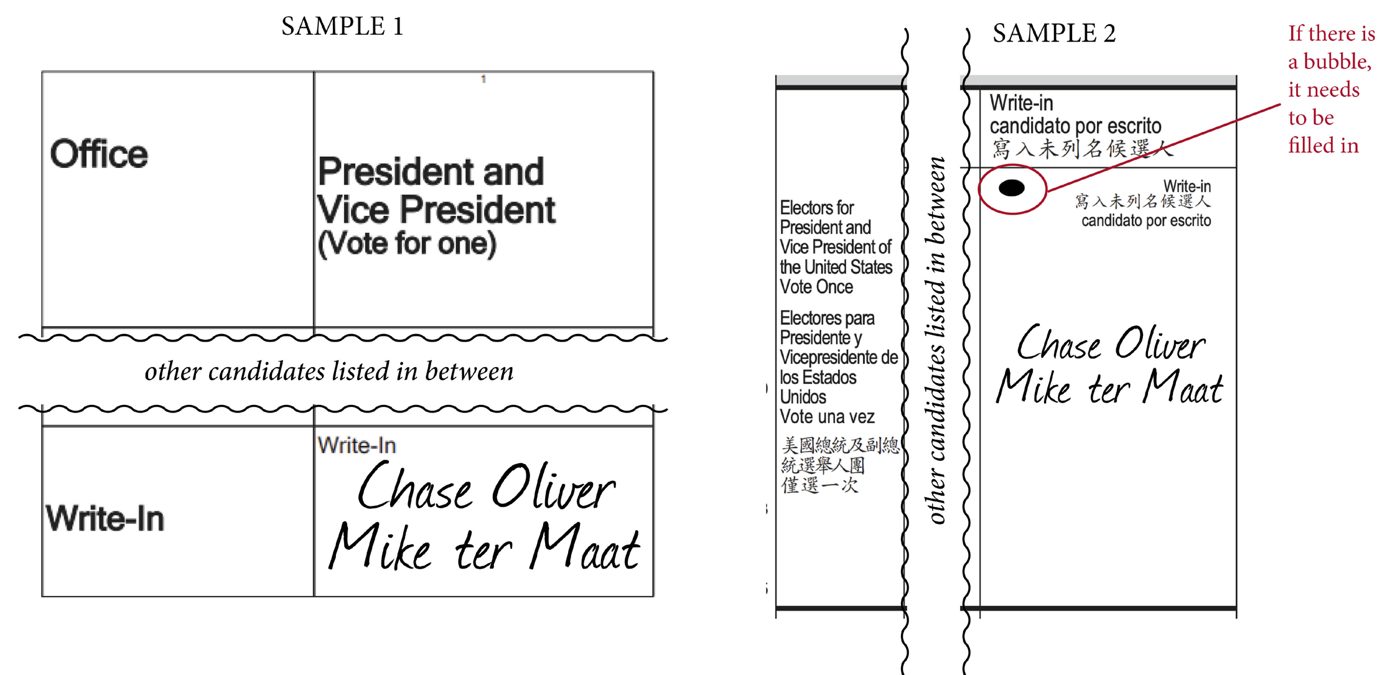 SAMPLE 1
1
Office
President and
Vice President
(Vote for one)
other candidates listed in between
Write-In
Write-In
Chase Oliver
Mike ter Maat
SAMPLE 2
Electors for
President and
Vice President of
the United States
Vote Once
Electores para
Presidente y
Vicepresidente de
los Estados
Unidos
Vote una vez
美國總統及副總
統選舉人團
僅選一次
other candidates listed in between
Write-in
candidato por escrito
寫入未列名候選人
Write-in
寫入未列名候選人
candidato por escrito
Chase Oliver
Mike ter Maat
If there is
a bubble,
it needs
to be
filled in